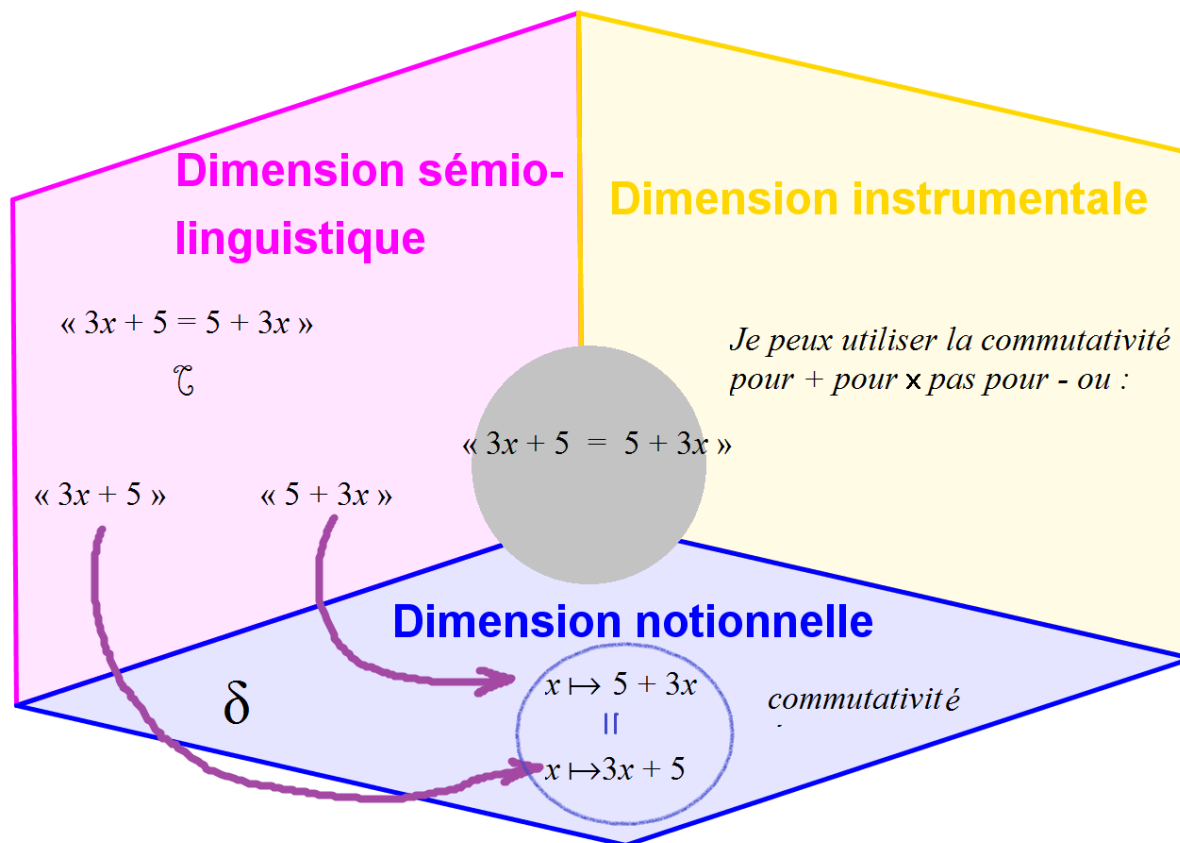 Dimension sémio-
linguistique
Dimension instrumentale
« 3x + 5 = 5 + 3x »
𝒯
Je peux utiliser la commutativité
pour + pour x pas pour - ou :
« 3x + 5 = 5 + 3x »
« 3x + 5 »
« 5 + 3x »
Dimension notionnelle
δ
x ↦ 5 + 3x
=
x ↦3x + 5
commutativité